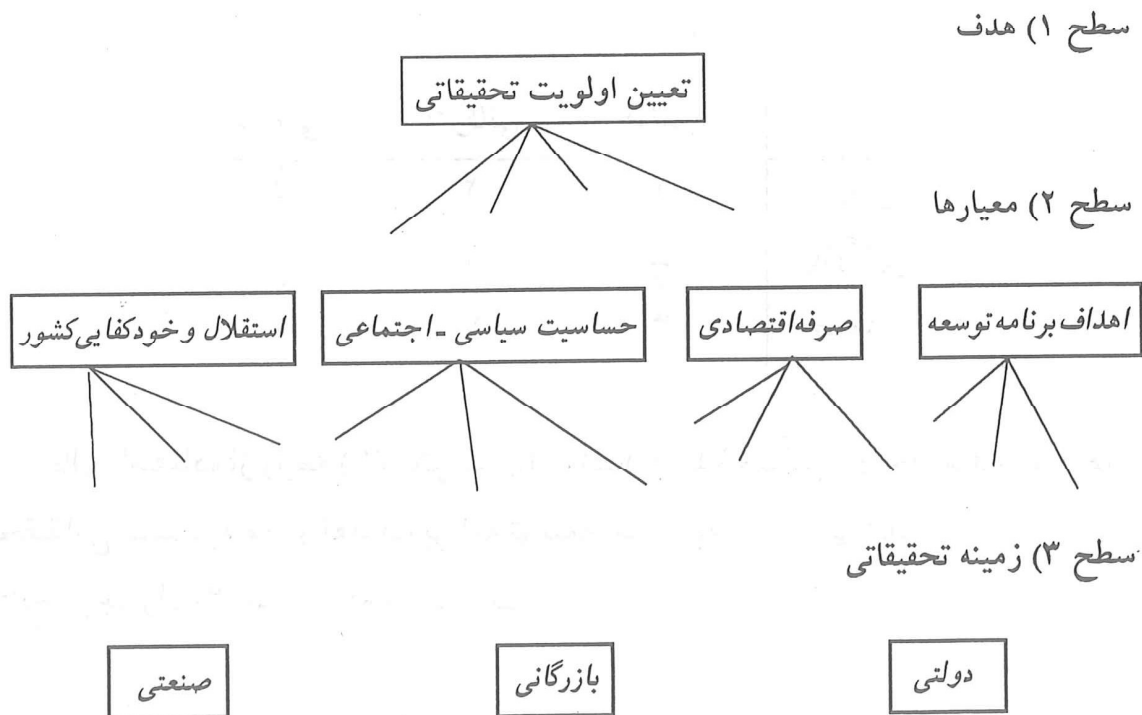 سطح ۱) هدف
تعیین اولویت تحقیقاتی
سطح ۲) معیارها
اهداف برنامه توسعه
صرفه اقتصادی
حساسیت سیاسی - اجتماعی
استقلال و خودکفایی کشور
سطح ۳) زمینه تحقیقاتی
دولتی
بازرگانی
صنعتی